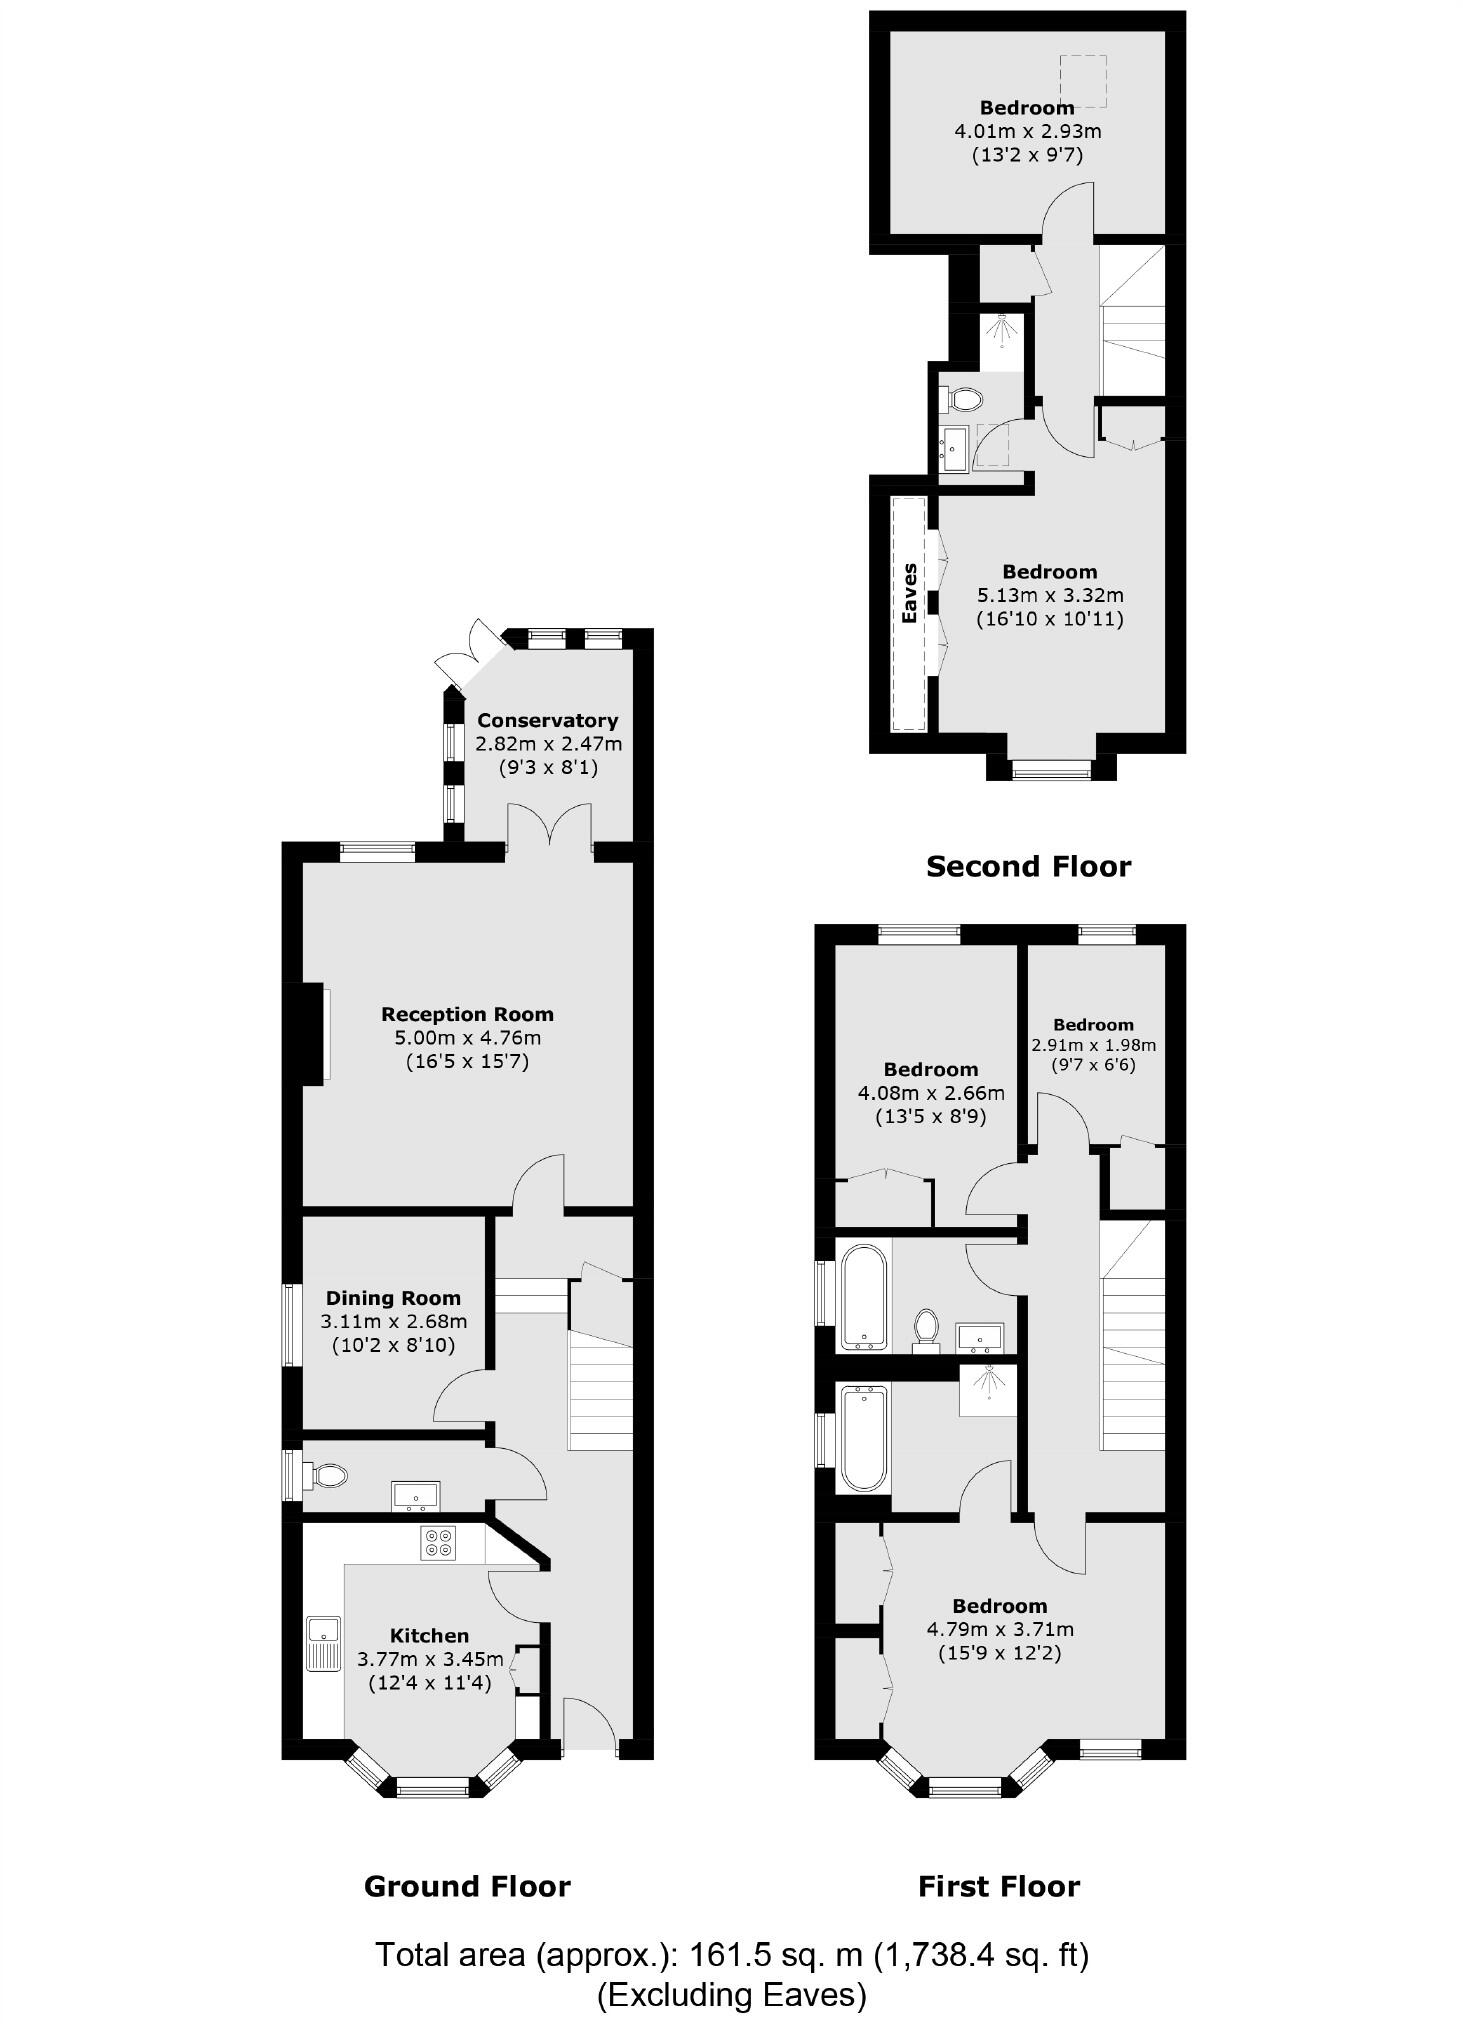 Bedroom
4.01m x 2.93m
(13'2 x 9'7)
Eaves
Bedroom
5.13m x 3.32m
(16'10 x 10'11)
Second Floor
Conservatory
2.82m x 2.47m
(9'3 x 8'1)
Reception Room
5.00m x 4.76m
(16'5 x 15'7)
Dining Room
3.11m x 2.68m
(10'2 x 8'10)
Kitchen
3.77m x 3.45m
(12'4 x 11'4)
Ground Floor
Bedroom
4.08m x 2.66m
(13'5 x 8'9)
Bedroom
2.91m x 1.98m
(9'7 x 6'6)
Bedroom
4.79m x 3.71m
(15'9 x 12'2)
First Floor
Total area (approx.): 161.5 sq. m (1,738.4 sq. ft)
(Excluding Eaves)